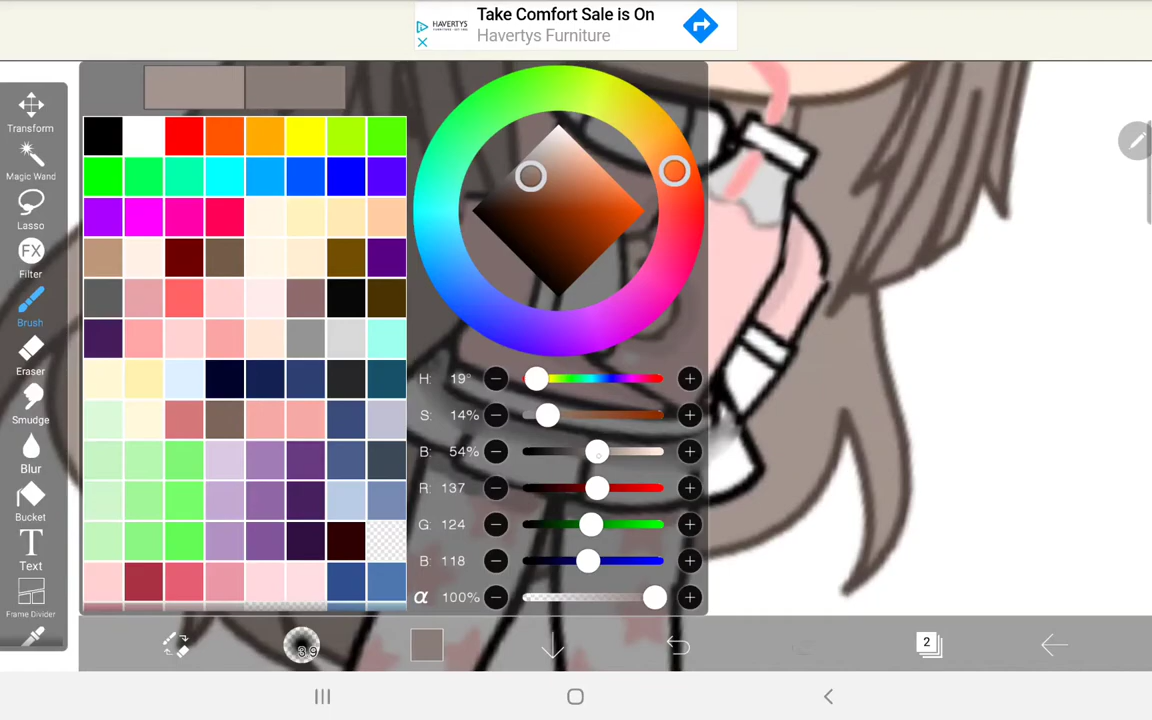 Take Comfort Sale is On
HAVERTYS
Havertys Furniture
Transform
Magic Wand
Lasso
FX
Filter
Brush
Eraser
Smudge
Blur
Bucket
T
Text
Frame Divider
H: 19°
S: 14%
B: 54%
R: 137
G: 124
B: 118
α 100%
39
2